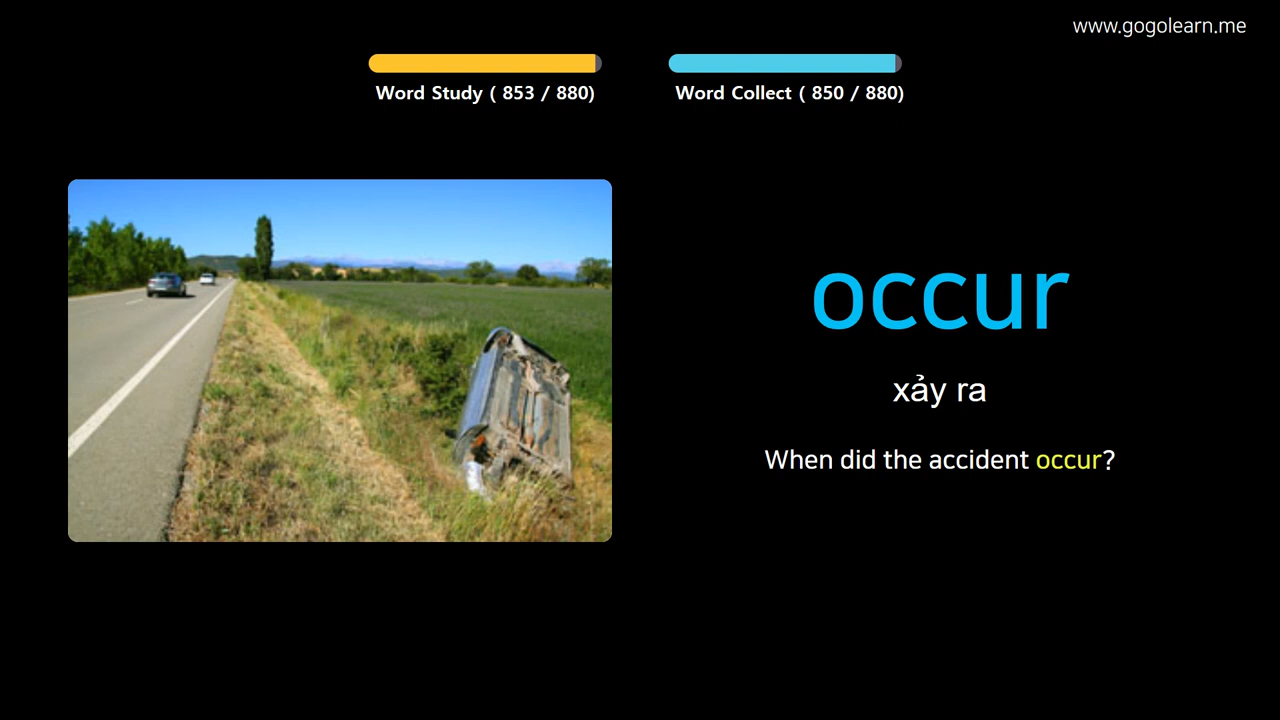 www.gogolearn.me
Word Study ( 853 / 880)
Word Collect ( 850 / 880)
occur
xảy ra
When did the accident occur?